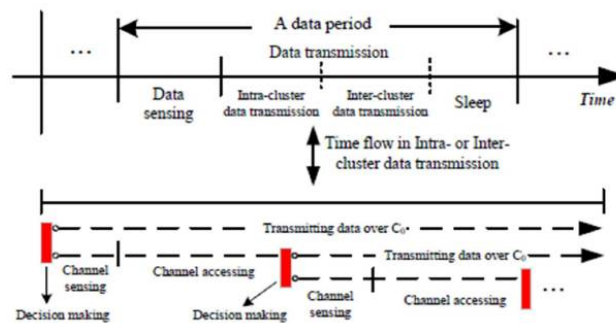 A data period
... ...
Data transmission
Data sensing
Intra-cluster data transmission
Inter-cluster data transmission
Sleep
Time
Time flow in Intra- or Inter-
cluster data transmission
Transmitting data over C₀
Transmitting data over C₀
Channel sensing
Channel accessing
Channel sensing
Channel accessing
...
Decision making
Decision making